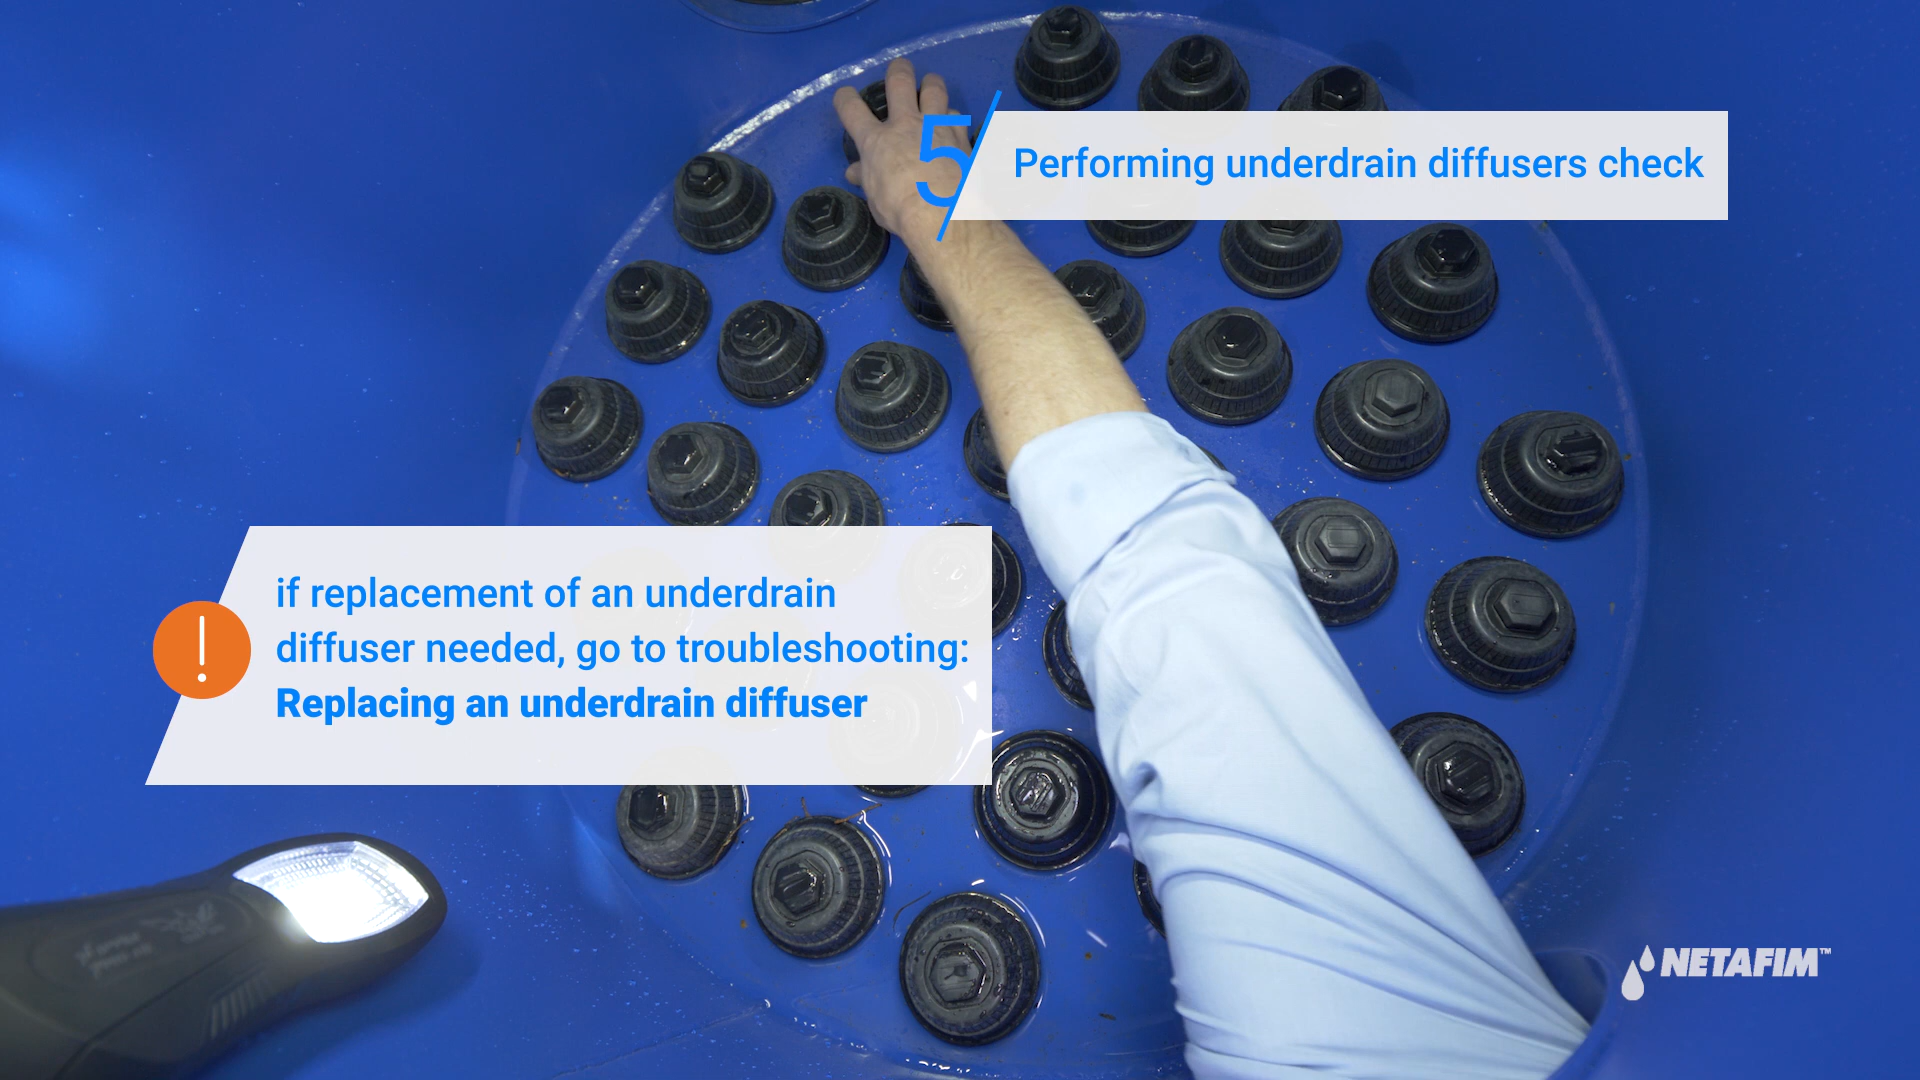 5
Performing underdrain diffusers check
if replacement of an underdrain
diffuser needed, go to troubleshooting:
Replacing an underdrain diffuser
!
NETAFIM™